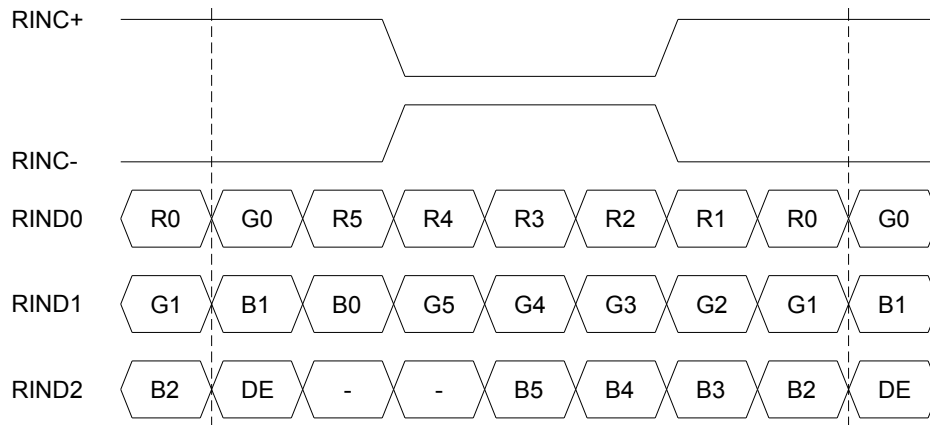 RINC+
RINC-
RIND0 R0 G0 R5 R4 R3 R2 R1 R0 G0
RIND1 G1 B1 B0 G5 G4 G3 G2 G1 B1
RIND2 B2 DE - - B5 B4 B3 B2 DE